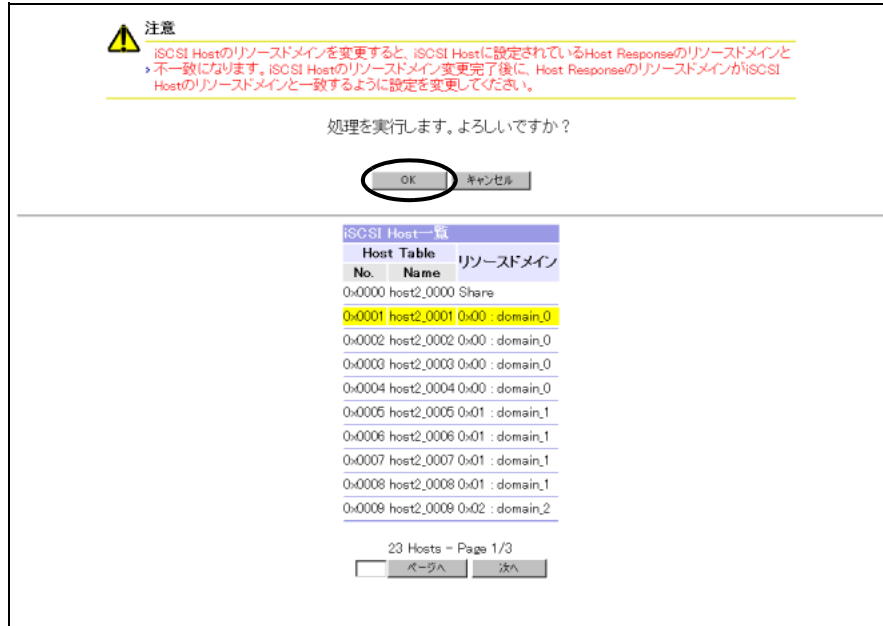 注意
iSCSI Hostのリソースドメインを変更すると、iSCSI Hostに設定されているHost Responseのリソースドメインと
不一致になります。iSCSI Hostのリソースドメイン変更完了後に、Host ResponseのリソースドメインがiSCSI
Hostのリソースドメインと一致するように設定を変更してください。
処理を実行します。よろしいですか？
OK キャンセル
iSCSI Host一覧
Host Table リソースドメイン
No. Name
0x0000 host2_0000 Share
0x0001 host2_0001 0x00 : domain_0
0x0002 host2_0002 0x00 : domain_0
0x0003 host2_0003 0x00 : domain_0
0x0004 host2_0004 0x00 : domain_0
0x0005 host2_0005 0x01 : domain_1
0x0006 host2_0006 0x01 : domain_1
0x0007 host2_0007 0x01 : domain_1
0x0008 host2_0008 0x01 : domain_1
0x0009 host2_0009 0x02 : domain_2
23 Hosts - Page 1/3
ページへ 次へ